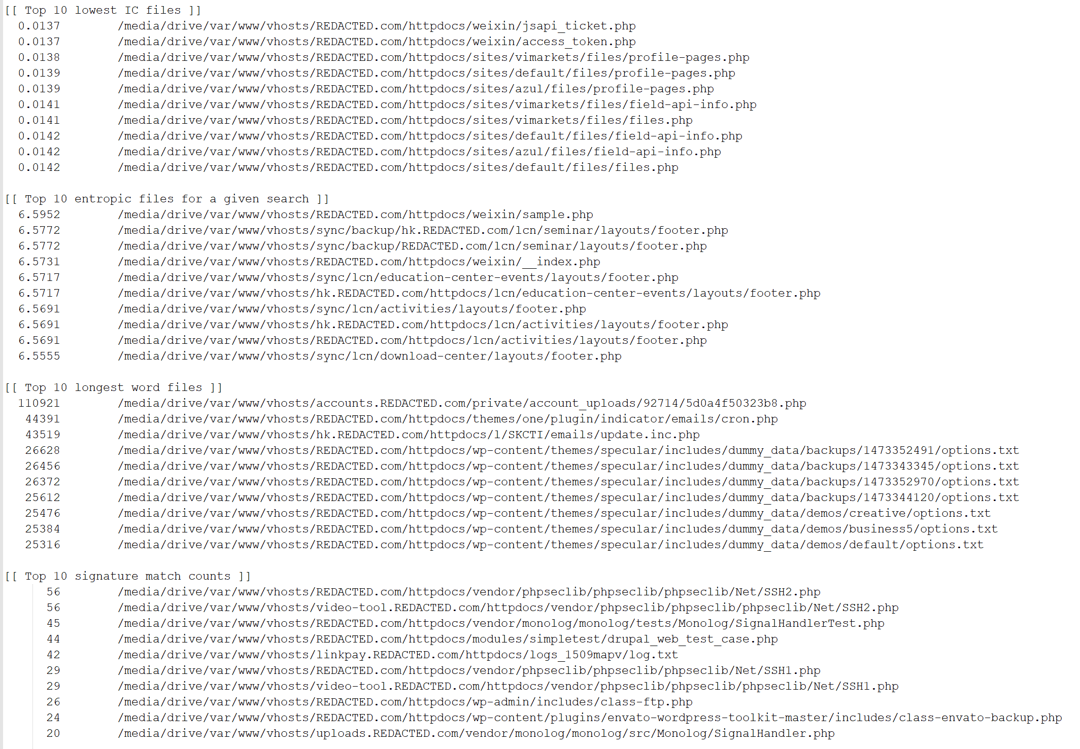 [[ Top 10 lowest IC files ]]
0.0137 /media/drive/var/www/vhosts/REDACTED.com/httpdocs/weixin/jsapi_ticket.php
0.0137 /media/drive/var/www/vhosts/REDACTED.com/httpdocs/weixin/access_token.php
0.0138 /media/drive/var/www/vhosts/REDACTED.com/httpdocs/sites/vimarkets/files/profile-pages.php
0.0139 /media/drive/var/www/vhosts/REDACTED.com/httpdocs/sites/default/files/profile-pages.php
0.0139 /media/drive/var/www/vhosts/REDACTED.com/httpdocs/sites/azul/files/profile-pages.php
0.0141 /media/drive/var/www/vhosts/REDACTED.com/httpdocs/sites/vimarkets/files/field-api-info.php
0.0141 /media/drive/var/www/vhosts/REDACTED.com/httpdocs/sites/vimarkets/files/files.php
0.0142 /media/drive/var/www/vhosts/REDACTED.com/httpdocs/sites/default/files/field-api-info.php
0.0142 /media/drive/var/www/vhosts/REDACTED.com/httpdocs/sites/azul/files/field-api-info.php
0.0142 /media/drive/var/www/vhosts/REDACTED.com/httpdocs/sites/default/files/files.php
[[ Top 10 entropic files for a given search ]]
6.5952 /media/drive/var/www/vhosts/REDACTED.com/httpdocs/weixin/sample.php
6.5772 /media/drive/var/www/vhosts/sync/backup/hk.REDACTED.com/lcn/seminar/layouts/footer.php
6.5772 /media/drive/var/www/vhosts/sync/backup/REDACTED.com/lcn/seminar/layouts/footer.php
6.5731 /media/drive/var/www/vhosts/REDACTED.com/httpdocs/weixin/__index.php
6.5717 /media/drive/var/www/vhosts/sync/lcn/education-center-events/layouts/footer.php
6.5717 /media/drive/var/www/vhosts/hk.REDACTED.com/httpdocs/lcn/education-center-events/layouts/footer.php
6.5691 /media/drive/var/www/vhosts/sync/lcn/activities/layouts/footer.php
6.5691 /media/drive/var/www/vhosts/hk.REDACTED.com/httpdocs/lcn/activities/layouts/footer.php
6.5691 /media/drive/var/www/vhosts/REDACTED.com/httpdocs/lcn/activities/layouts/footer.php
6.5555 /media/drive/var/www/vhosts/sync/lcn/download-center/layouts/footer.php
[[ Top 10 longest word files ]]
110921 /media/drive/var/www/vhosts/accounts.REDACTED.com/private/account_uploads/92714/5d0a4f50323b8.php
44391 /media/drive/var/www/vhosts/REDACTED.com/httpdocs/themes/one/plugin/indicator/emails/cron.php
43519 /media/drive/var/www/vhosts/hk.REDACTED.com/httpdocs/l/SKCTI/emails/update.inc.php
26628 /media/drive/var/www/vhosts/REDACTED.com/httpdocs/wp-content/themes/specular/includes/dummy_data/backups/1473352491/options.txt
26456 /media/drive/var/www/vhosts/REDACTED.com/httpdocs/wp-content/themes/specular/includes/dummy_data/backups/1473343345/options.txt
26372 /media/drive/var/www/vhosts/REDACTED.com/httpdocs/wp-content/themes/specular/includes/dummy_data/backups/1473352970/options.txt
25612 /media/drive/var/www/vhosts/REDACTED.com/httpdocs/wp-content/themes/specular/includes/dummy_data/backups/1473344120/options.txt
25476 /media/drive/var/www/vhosts/REDACTED.com/httpdocs/wp-content/themes/specular/includes/dummy_data/demos/creative/options.txt
25384 /media/drive/var/www/vhosts/REDACTED.com/httpdocs/wp-content/themes/specular/includes/dummy_data/demos/business5/options.txt
25316 /media/drive/var/www/vhosts/REDACTED.com/httpdocs/wp-content/themes/specular/includes/dummy_data/demos/default/options.txt
[[ Top 10 signature match counts ]]
56 /media/drive/var/www/vhosts/REDACTED.com/httpdocs/vendor/phpseclib/phpseclib/phpseclib/Net/SSH2.php
56 /media/drive/var/www/vhosts/video-tool.REDACTED.com/httpdocs/vendor/phpseclib/phpseclib/phpseclib/Net/SSH2.php
45 /media/drive/var/www/vhosts/REDACTED.com/httpdocs/vendor/monolog/monolog/tests/Monolog/SignalHandlerTest.php
44 /media/drive/var/www/vhosts/REDACTED.com/httpdocs/modules/simpletest/drupal_web_test_case.php
42 /media/drive/var/www/vhosts/linkpay.REDACTED.com/httpdocs/logs_1509mapv/log.txt
29 /media/drive/var/www/vhosts/REDACTED.com/httpdocs/vendor/phpseclib/phpseclib/phpseclib/Net/SSH1.php
29 /media/drive/var/www/vhosts/video-tool.REDACTED.com/httpdocs/vendor/phpseclib/phpseclib/phpseclib/Net/SSH1.php
26 /media/drive/var/www/vhosts/REDACTED.com/httpdocs/wp-admin/includes/class-ftp.php
24 /media/drive/var/www/vhosts/REDACTED.com/httpdocs/wp-content/plugins/envato-wordpress-toolkit-master/includes/class-envato-backup.php
20 /media/drive/var/www/vhosts/uploads.REDACTED.com/vendor/monolog/monolog/src/Monolog/SignalHandler.php